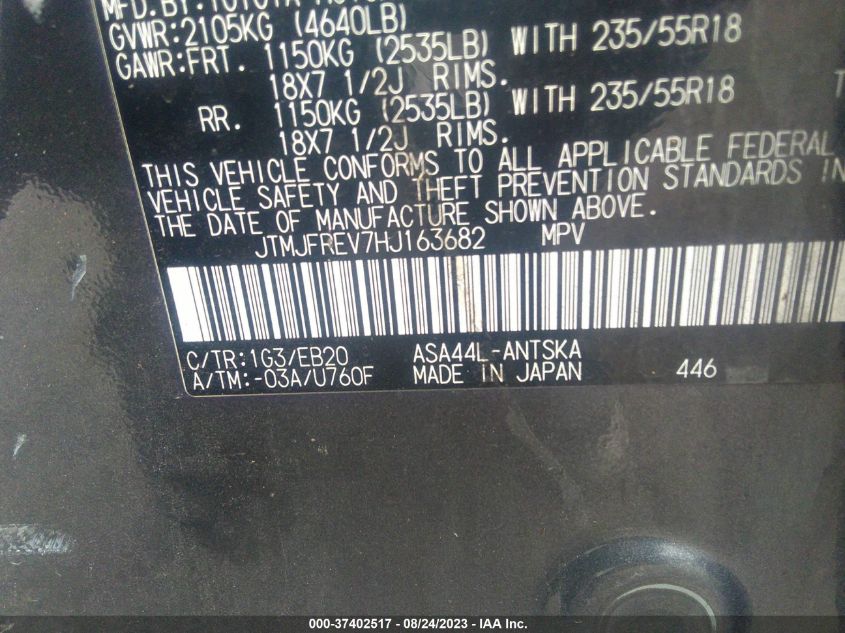 MFD.BY:TOYOTA
GVWR:2105KG (4640LB)
GAWR:FRT. 1150KG (2535LB) WITH 235/55R18
18X7 1/2J RIMS.
RR. 1150KG (2535LB) WITH 235/55R18
18X7 1/2J RIMS.
THIS VEHICLE CONFORMS TO ALL APPLICABLE FEDERAL
VEHICLE SAFETY AND THEFT PREVENTION STANDARDS IN
THE DATE OF MANUFACTURE SHOWN ABOVE.
JTMJFREV7HJ163682 MPV
C/TR:1G3/EB20 ASA44L-ANTSKA
A/TM:-03A/U760F MADE IN JAPAN 446
000-37402517 - 08/24/2023 - IAA Inc.